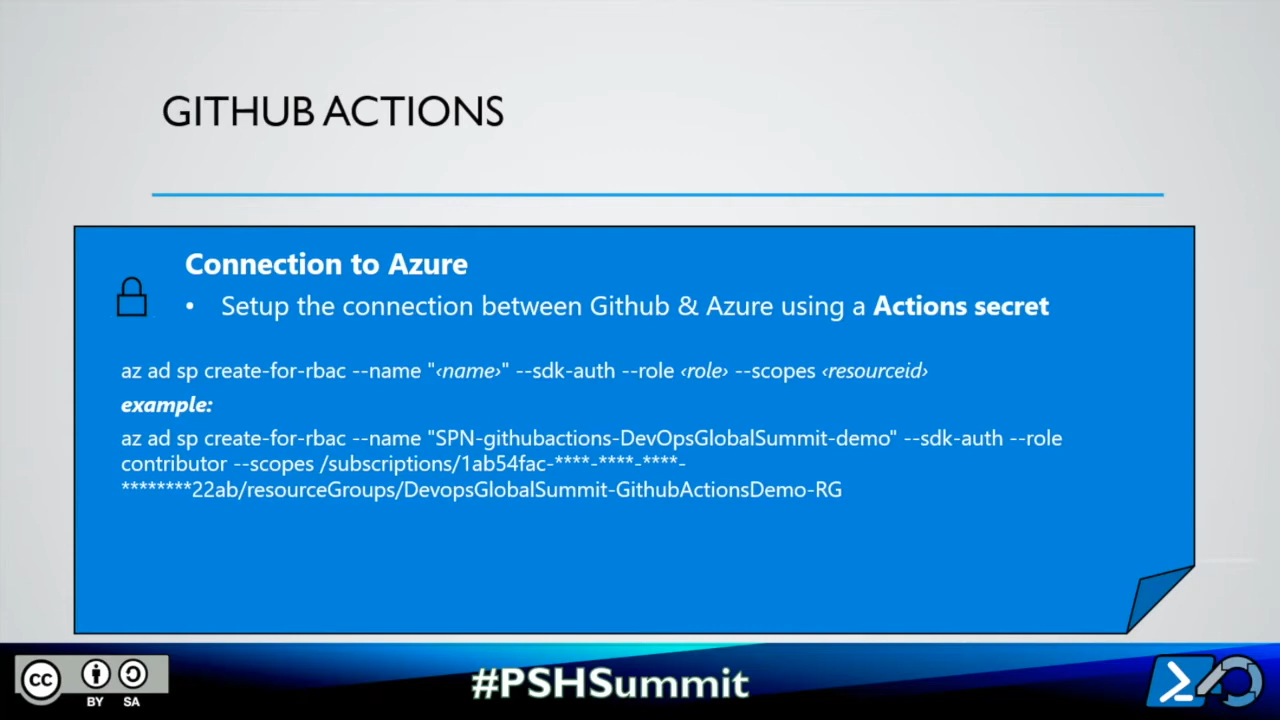 GITHUB ACTIONS
Connection to Azure
• Setup the connection between Github & Azure using a Actions secret
az ad sp create-for-rbac --name "‹name›" --sdk-auth --role ‹role› --scopes ‹resourceid›
example:
az ad sp create-for-rbac --name "SPN-githubactions-DevOpsGlobalSummit-demo" --sdk-auth --role
contributor --scopes /subscriptions/1ab54fac-****-****-****-
********22ab/resourceGroups/DevopsGlobalSummit-GithubActionsDemo-RG
cc
BY SA
#PSHSummit